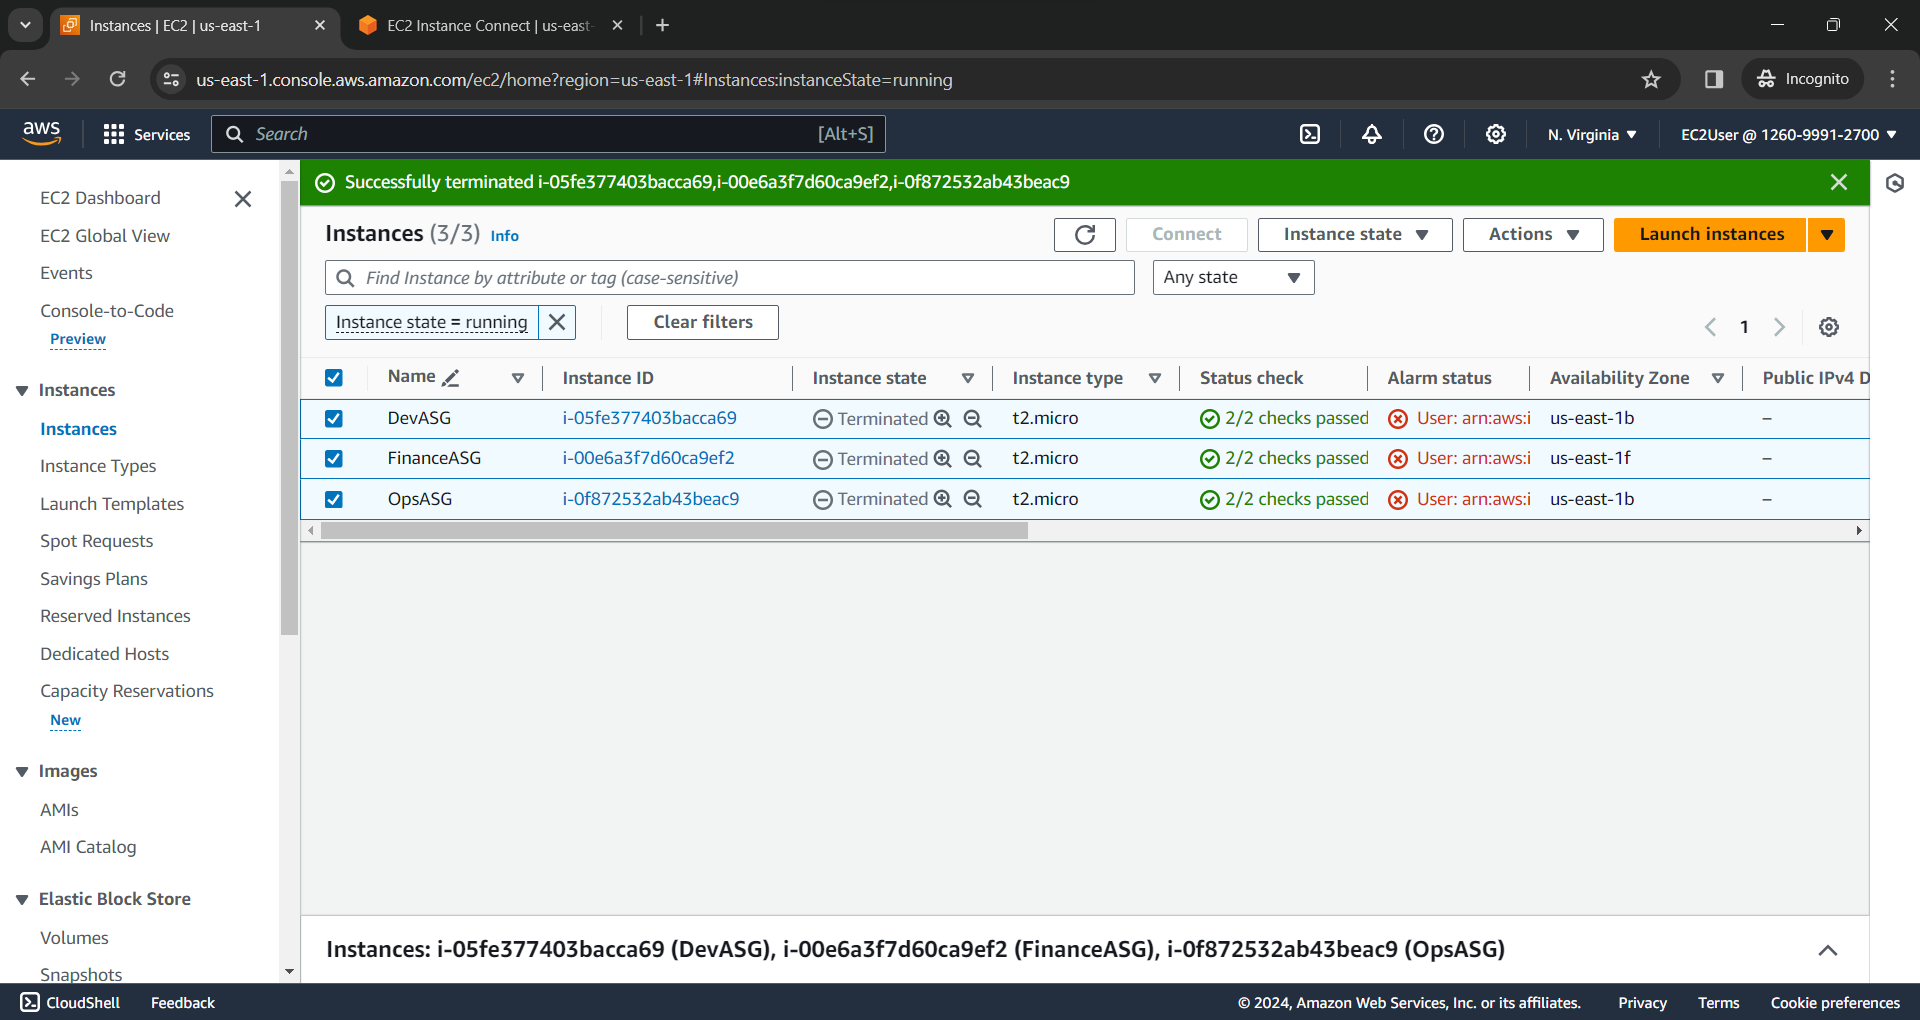 Instances | EC2 | us-east-1
EC2 Instance Connect | us-east-
us-east-1.console.aws.amazon.com/ec2/home?region=us-east-1#Instances:instanceState=running
Incognito
aws
Services
Search
[Alt+S]
N. Virginia
EC2User @ 1260-9991-2700
EC2 Dashboard
EC2 Global View
Events
Console-to-Code
Preview
Instances
Instances
Instance Types
Launch Templates
Spot Requests
Savings Plans
Reserved Instances
Dedicated Hosts
Capacity Reservations
New
Images
AMIs
AMI Catalog
Elastic Block Store
Volumes
Snapshots
Successfully terminated i-05fe377403bacca69,i-00e6a3f7d60ca9ef2,i-0f872532ab43beac9
Instances (3/3) Info
Connect
Instance state
Actions
Launch instances
Find Instance by attribute or tag (case-sensitive)
Any state
Instance state = running
Clear filters
1
Name Instance ID Instance state Instance type Status check Alarm status Availability Zone Public IPv4 D
DevASG i-05fe377403bacca69 Terminated t2.micro 2/2 checks passed User: arn:aws:i us-east-1b –
FinanceASG i-00e6a3f7d60ca9ef2 Terminated t2.micro 2/2 checks passed User: arn:aws:i us-east-1f –
OpsASG i-0f872532ab43beac9 Terminated t2.micro 2/2 checks passed User: arn:aws:i us-east-1b –
Instances: i-05fe377403bacca69 (DevASG), i-00e6a3f7d60ca9ef2 (FinanceASG), i-0f872532ab43beac9 (OpsASG)
CloudShell
Feedback
© 2024, Amazon Web Services, Inc. or its affiliates.
Privacy
Terms
Cookie preferences